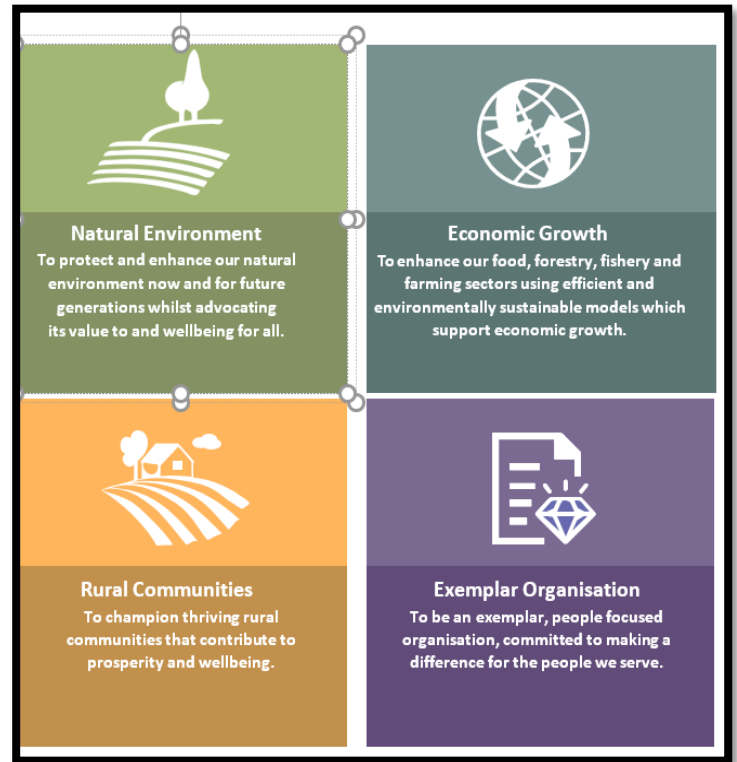 Natural Environment
To protect and enhance our natural
environment now and for future
generations whilst advocating
its value to and wellbeing for all.
Economic Growth
To enhance our food, forestry, fishery and
farming sectors using efficient and
environmentally sustainable models which
support economic growth.
Rural Communities
To champion thriving rural
communities that contribute to
prosperity and wellbeing.
Exemplar Organisation
To be an exemplar, people focused
organisation, committed to making a
difference for the people we serve.